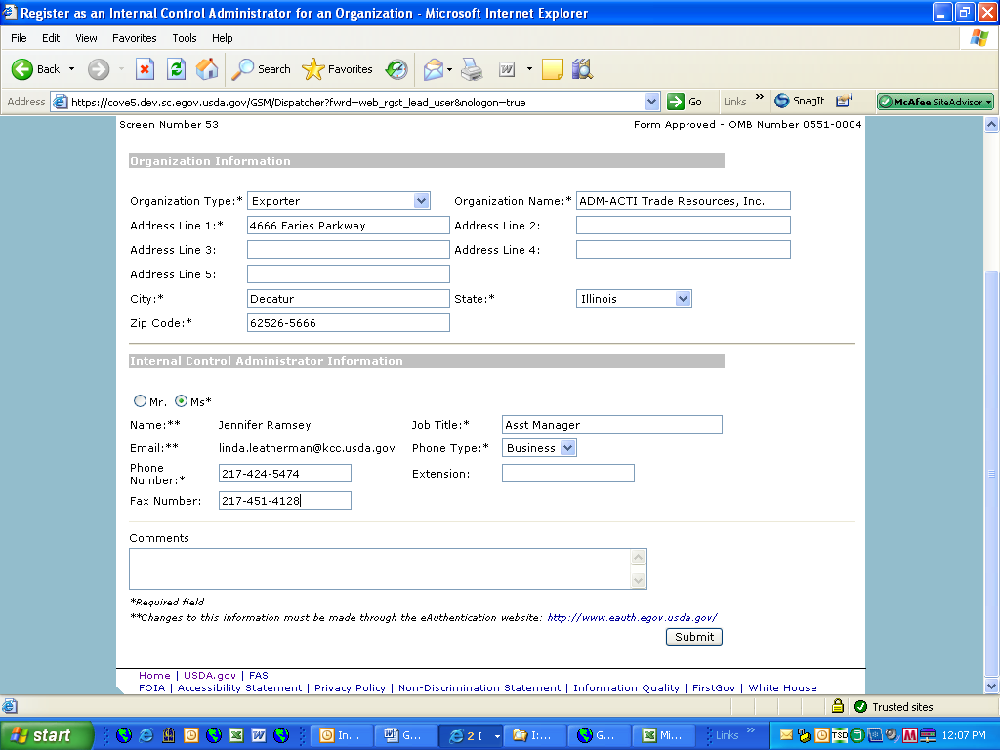 Register as an Internal Control Administrator for an Organization - Microsoft Internet Explorer
File Edit View Favorites Tools Help
Back Search Favorites
Address https://cove5.dev.sc.egov.usda.gov/GSM/Dispatcher?fwrd=web_rgst_lead_user&nologon=true Go Links » SnagIt McAfee SiteAdvisor
Screen Number 53 Form Approved - OMB Number 0551-0004
Organization Information
Organization Type:* Exporter Organization Name:* ADM-ACTI Trade Resources, Inc.
Address Line 1:* 4666 Faries Parkway Address Line 2:
Address Line 3: Address Line 4:
Address Line 5:
City:* Decatur State:* Illinois
Zip Code:* 62526-5666
Internal Control Administrator Information
Mr. Ms*
Name:** Jennifer Ramsey Job Title:* Asst Manager
Email:** linda.leatherman@kcc.usda.gov Phone Type:* Business
Phone Number:* 217-424-5474 Extension:
Fax Number: 217-451-4128
Comments
*Required field
**Changes to this information must be made through the eAuthentication website: http://www.eauth.egov.usda.gov/
Submit
Home | USDA.gov | FAS
FOIA | Accessibility Statement | Privacy Policy | Non-Discrimination Statement | Information Quality | FirstGov | White House
Trusted sites
start In... G... 2 I I:... G... Mi... Links » TSD 12:07 PM